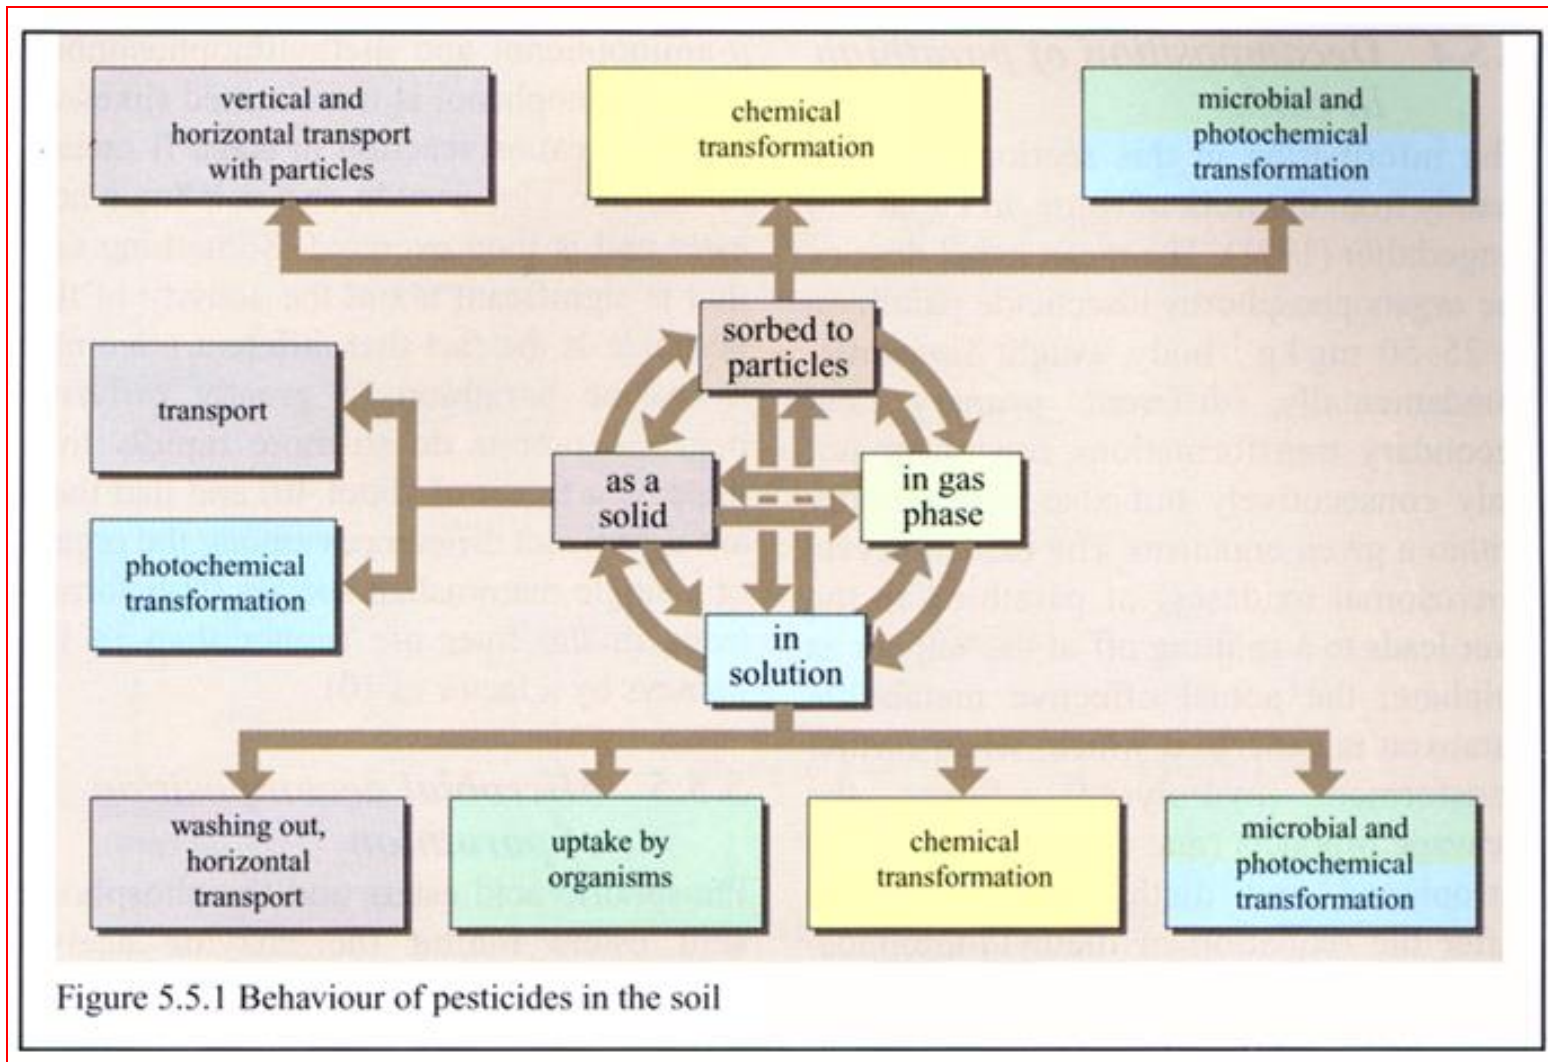 vertical and
horizontal transport
with particles
chemical
transformation
microbial and
photochemical
transformation
sorbed to
particles
transport
as a
solid
in gas
phase
photochemical
transformation
in
solution
washing out,
horizontal
transport
uptake by
organisms
chemical
transformation
microbial and
photochemical
transformation
Figure 5.5.1 Behaviour of pesticides in the soil